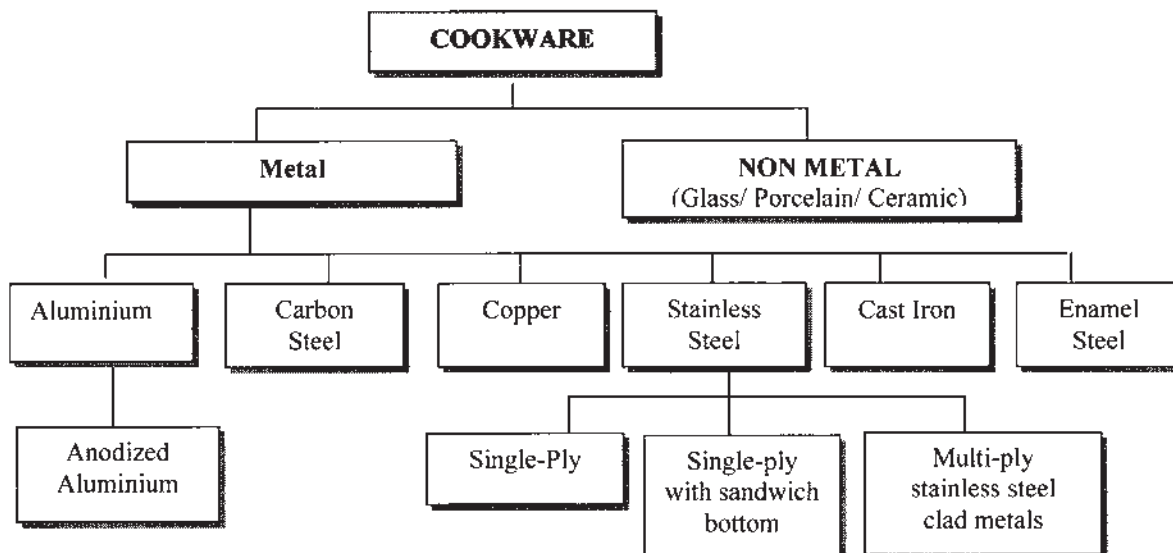 COOKWARE
Metal
NON METAL
(Glass/ Porcelain/ Ceramic)
Aluminium
Carbon
Steel
Copper
Stainless
Steel
Cast Iron
Enamel
Steel
Anodized
Aluminium
Single-Ply
Single-ply
with sandwich
bottom
Multi-ply
stainless steel
clad metals